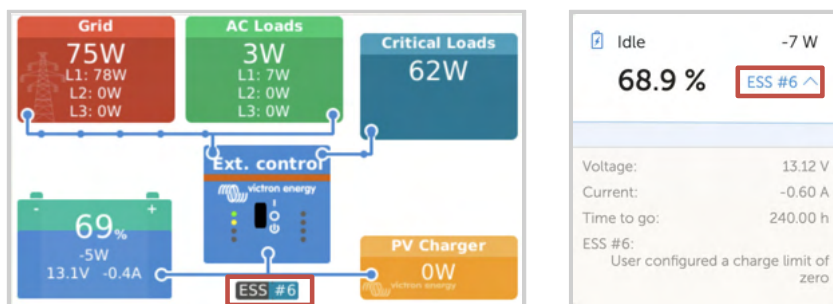 Grid
75W
L1: 78W
L2: 0W
L3: 0W
AC Loads
3W
L1: 7W
L2: 0W
L3: 0W
Critical Loads
62W
Ext. control
victron energy
I
O
- +
69%
-5W
13.1V -0.4A
ESS #6
PV Charger
0W
victron energy
Idle -7 W
68.9 % ESS #6
Voltage: 13.12 V
Current: -0.60 A
Time to go: 240.00 h
ESS #6:
User configured a charge limit of
zero